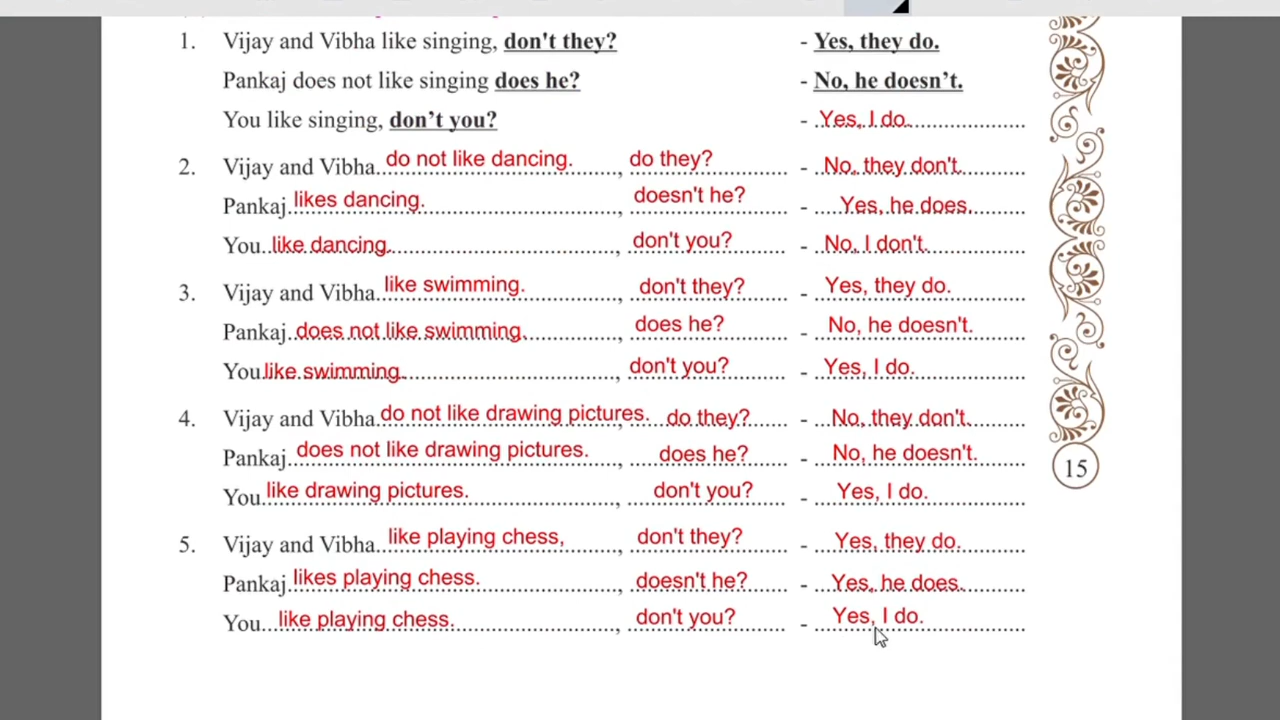 1. Vijay and Vibha like singing, don't they? - Yes, they do.
Pankaj does not like singing does he? - No, he doesn't.
You like singing, don't you? - Yes, I do.
2. Vijay and Vibha do not like dancing. , do they? - No, they don't.
Pankaj likes dancing. , doesn't he? - Yes, he does.
You like dancing. , don't you? - No, I don't.
3. Vijay and Vibha like swimming. , don't they? - Yes, they do.
Pankaj does not like swimming. , does he? - No, he doesn't.
You like swimming. , don't you? - Yes, I do.
4. Vijay and Vibha do not like drawing pictures. do they? - No, they don't.
Pankaj does not like drawing pictures. , does he? - No, he doesn't.
You like drawing pictures. , don't you? - Yes, I do.
15
5. Vijay and Vibha like playing chess, , don't they? - Yes, they do.
Pankaj likes playing chess. , doesn't he? - Yes, he does.
You like playing chess. , don't you? - Yes, I do.